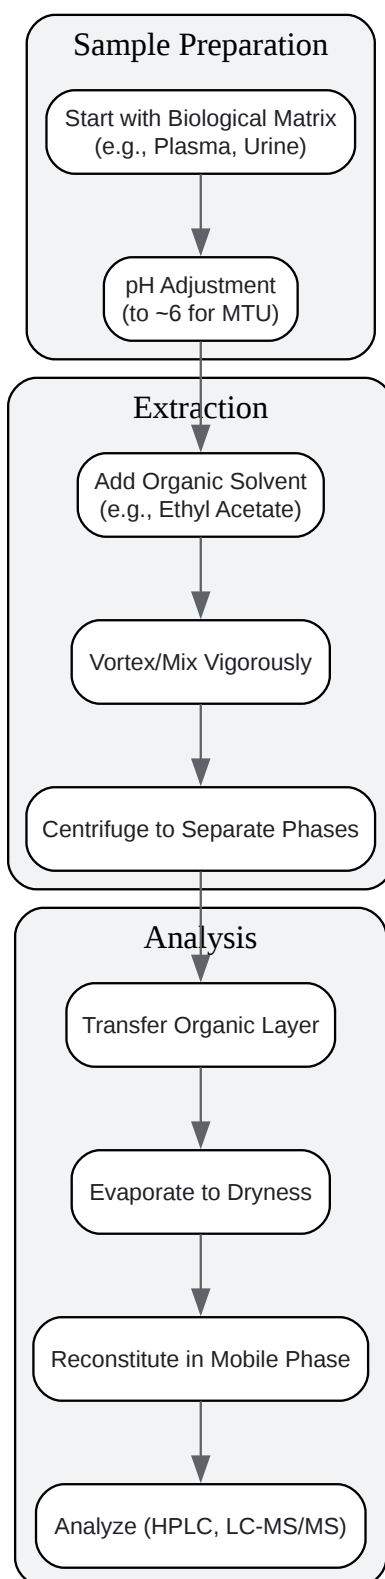 Sample Preparation
Start with Biological Matrix
(e.g., Plasma, Urine)
pH Adjustment
(to ~6 for MTU)
Extraction
Add Organic Solvent
(e.g., Ethyl Acetate)
Vortex/Mix Vigorously
Centrifuge to Separate Phases
Analysis
Transfer Organic Layer
Evaporate to Dryness
Reconstitute in Mobile Phase
Analyze (HPLC, LC-MS/MS)